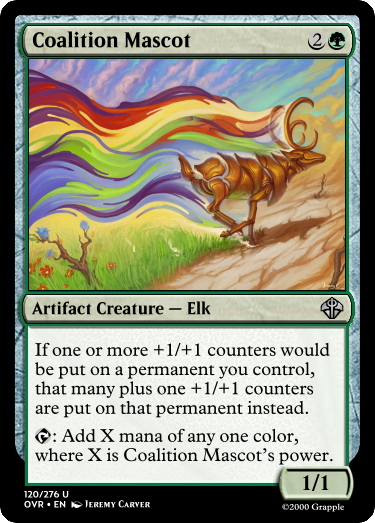 Coalition Mascot 2
Artifact Creature — Elk
If one or more +1/+1 counters would
be put on a permanent you control,
that many plus one +1/+1 counters
are put on that permanent instead.
: Add X mana of any one color,
where X is Coalition Mascot's power.
1/1
120/276 U
OVR • EN Jeremy Carver
©2000 Grapple